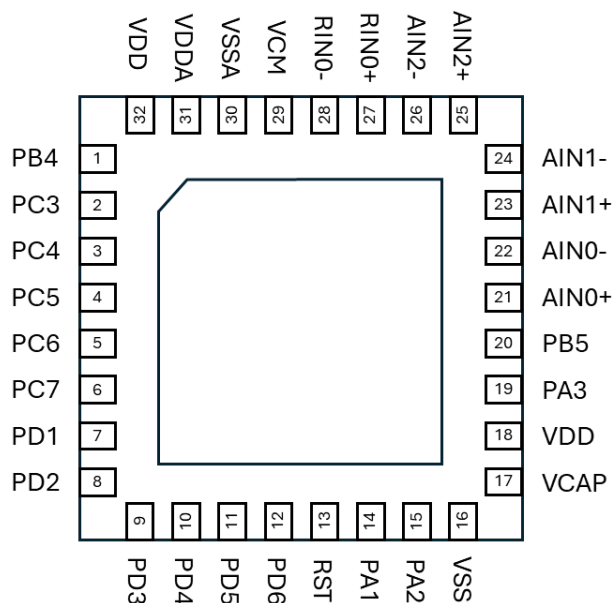 VDD VDDA VSSA VCM RIN0- RIN0+ AIN2- AIN2+
32 31 30 29 28 27 26 25
PB4 1 24 AIN1-
PC3 2 23 AIN1+
PC4 3 22 AIN0-
PC5 4 21 AIN0+
PC6 5 20 PB5
PC7 6 19 PA3
PD1 7 18 VDD
PD2 8 17 VCAP
9 10 11 12 13 14 15 16
PD3 PD4 PD5 PD6 RST PA1 PA2 VSS